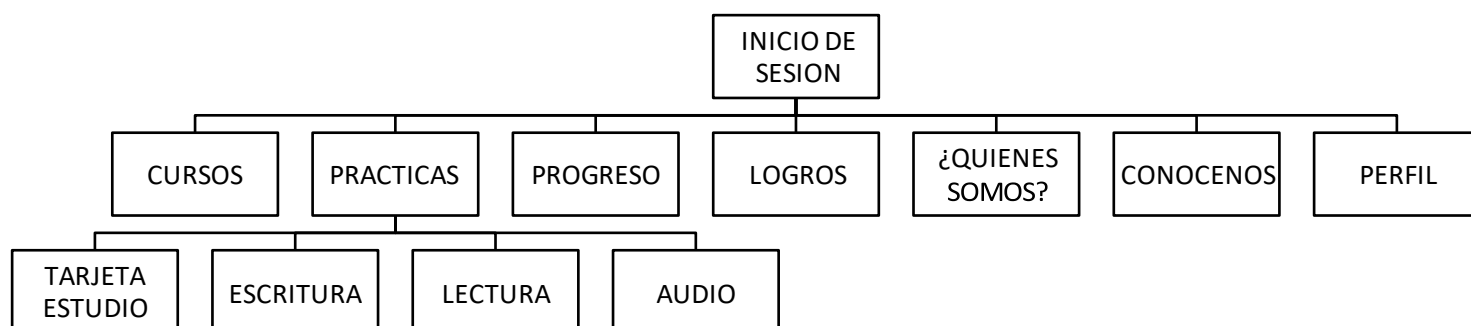 INICIO DE
SESION
CURSOS
PRACTICAS
PROGRESO
LOGROS
¿QUIENES
SOMOS?
CONOCENOS
PERFIL
TARJETA
ESTUDIO
ESCRITURA
LECTURA
AUDIO